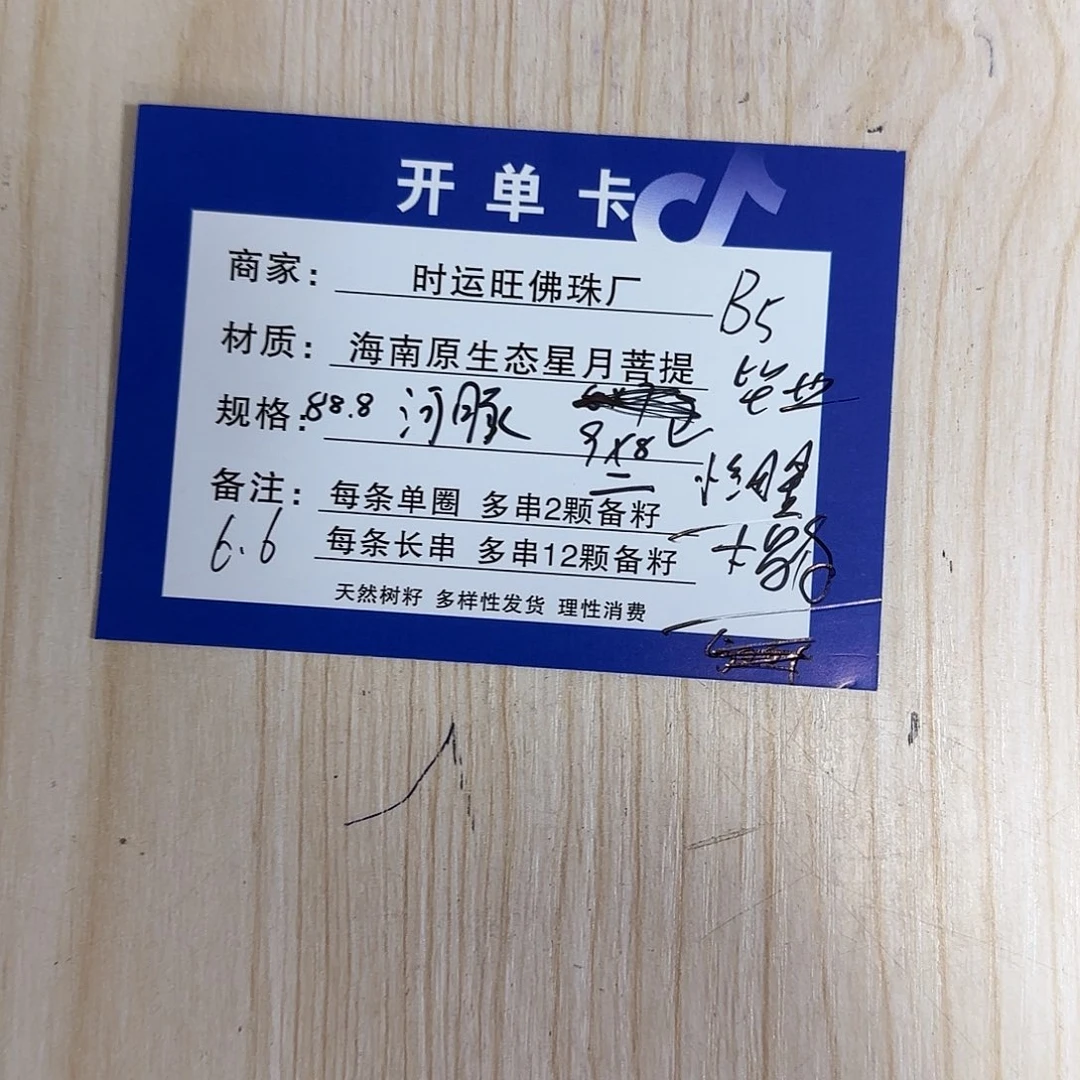 开单卡
商家： 时运旺佛珠厂 B5
材质： 海南原生态星月菩提
规格： 88.8 河豚
9x8
备注： 每条单圈 多串2颗备籽
6.6 每条长串 多串12颗备籽
天然树籽 多样性发货 理性消费